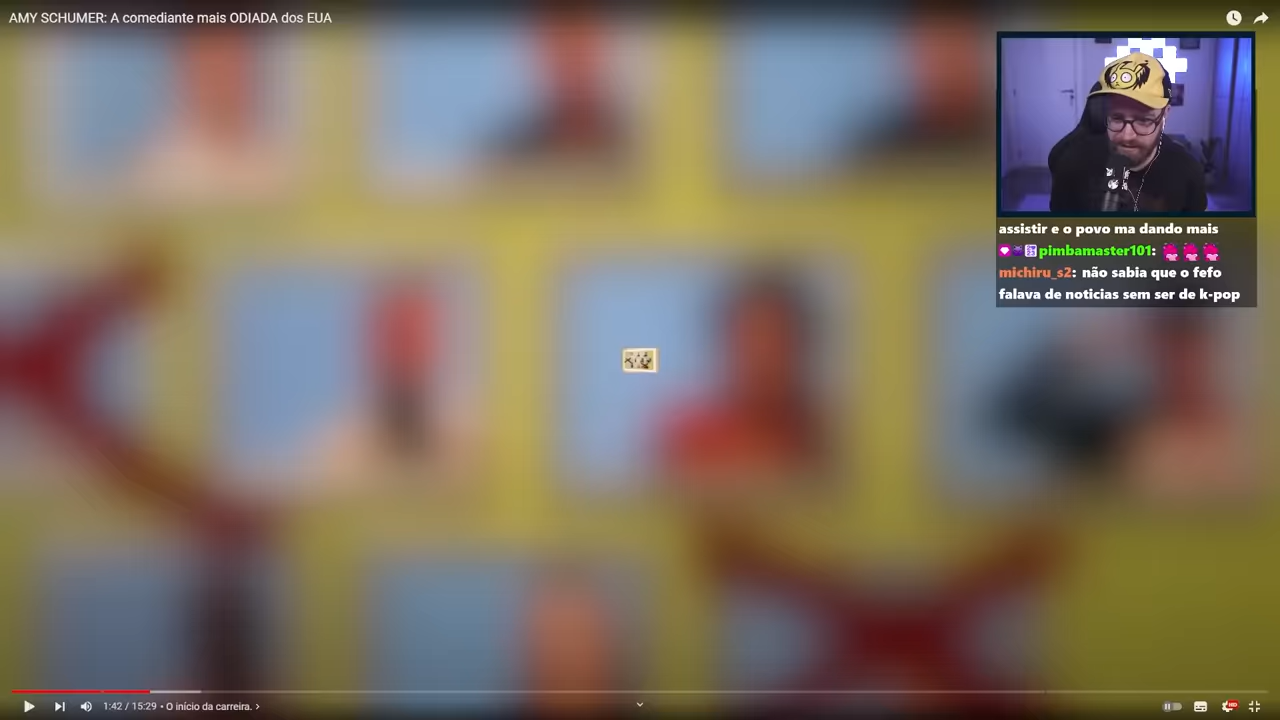 AMY SCHUMER: A comediante mais ODIADA dos EUA
assistir e o povo ma dando mais
pimbamaster101:
michiru_s2: não sabia que o fefo
falava de noticias sem ser de k-pop
1:42 / 15:29 • O início da carreira. >
HD